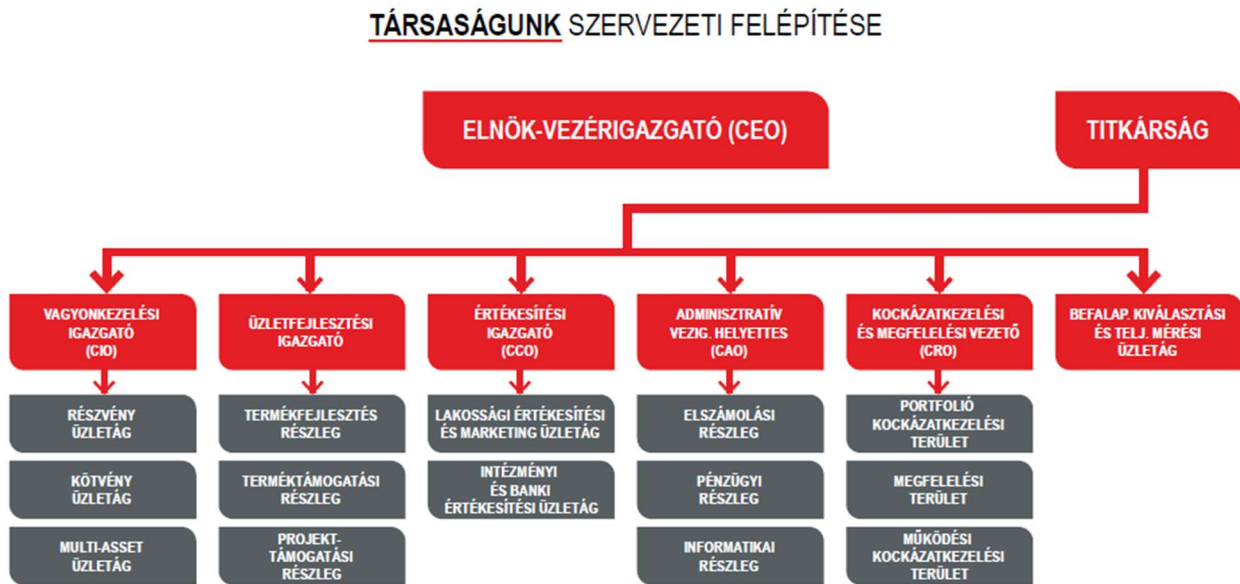 TÁRSASÁGUNK SZERVEZETI FELÉPÍTÉSE
ELNÖK-VEZÉRIGAZGATÓ (CEO)
TITKÁRSÁG
VAGYONKEZELÉSI
IGAZGATÓ
(CIO)
ÜZLETFEJLESZTÉSI
IGAZGATÓ
ÉRTÉKESÍTÉSI
IGAZGATÓ
(CCO)
ADMINISZTRATÍV
VEZIG. HELYETTES
(CAO)
KOCKÁZATKEZELÉSI
ÉS MEGFELELÉSI VEZETŐ
(CRO)
BEFALAP. KIVÁLASZTÁSI
ÉS TELJ. MÉRÉSI
ÜZLETÁG
RÉSZVÉNY
ÜZLETÁG
KÖTVÉNY
ÜZLETÁG
MULTI-ASSET
ÜZLETÁG
TERMÉKFEJLESZTÉS
RÉSZLEG
TERMÉKTÁMOGATÁSI
RÉSZLEG
PROJEKT-
TÁMOGATÁSI
RÉSZLEG
LAKOSSÁGI ÉRTÉKESÍTÉSI
ÉS MARKETING ÜZLETÁG
INTÉZMÉNYI
ÉS BANKI
ÉRTÉKESÍTÉSI ÜZLETÁG
ELSZÁMOLÁSI
RÉSZLEG
PÉNZÜGYI
RÉSZLEG
INFORMATIKAI
RÉSZLEG
PORTFOLIÓ
KOCKÁZATKEZELÉSI
TERÜLET
MEGFELELÉSI
TERÜLET
MŰKÖDÉSI
KOCKÁZATKEZELÉSI
TERÜLET